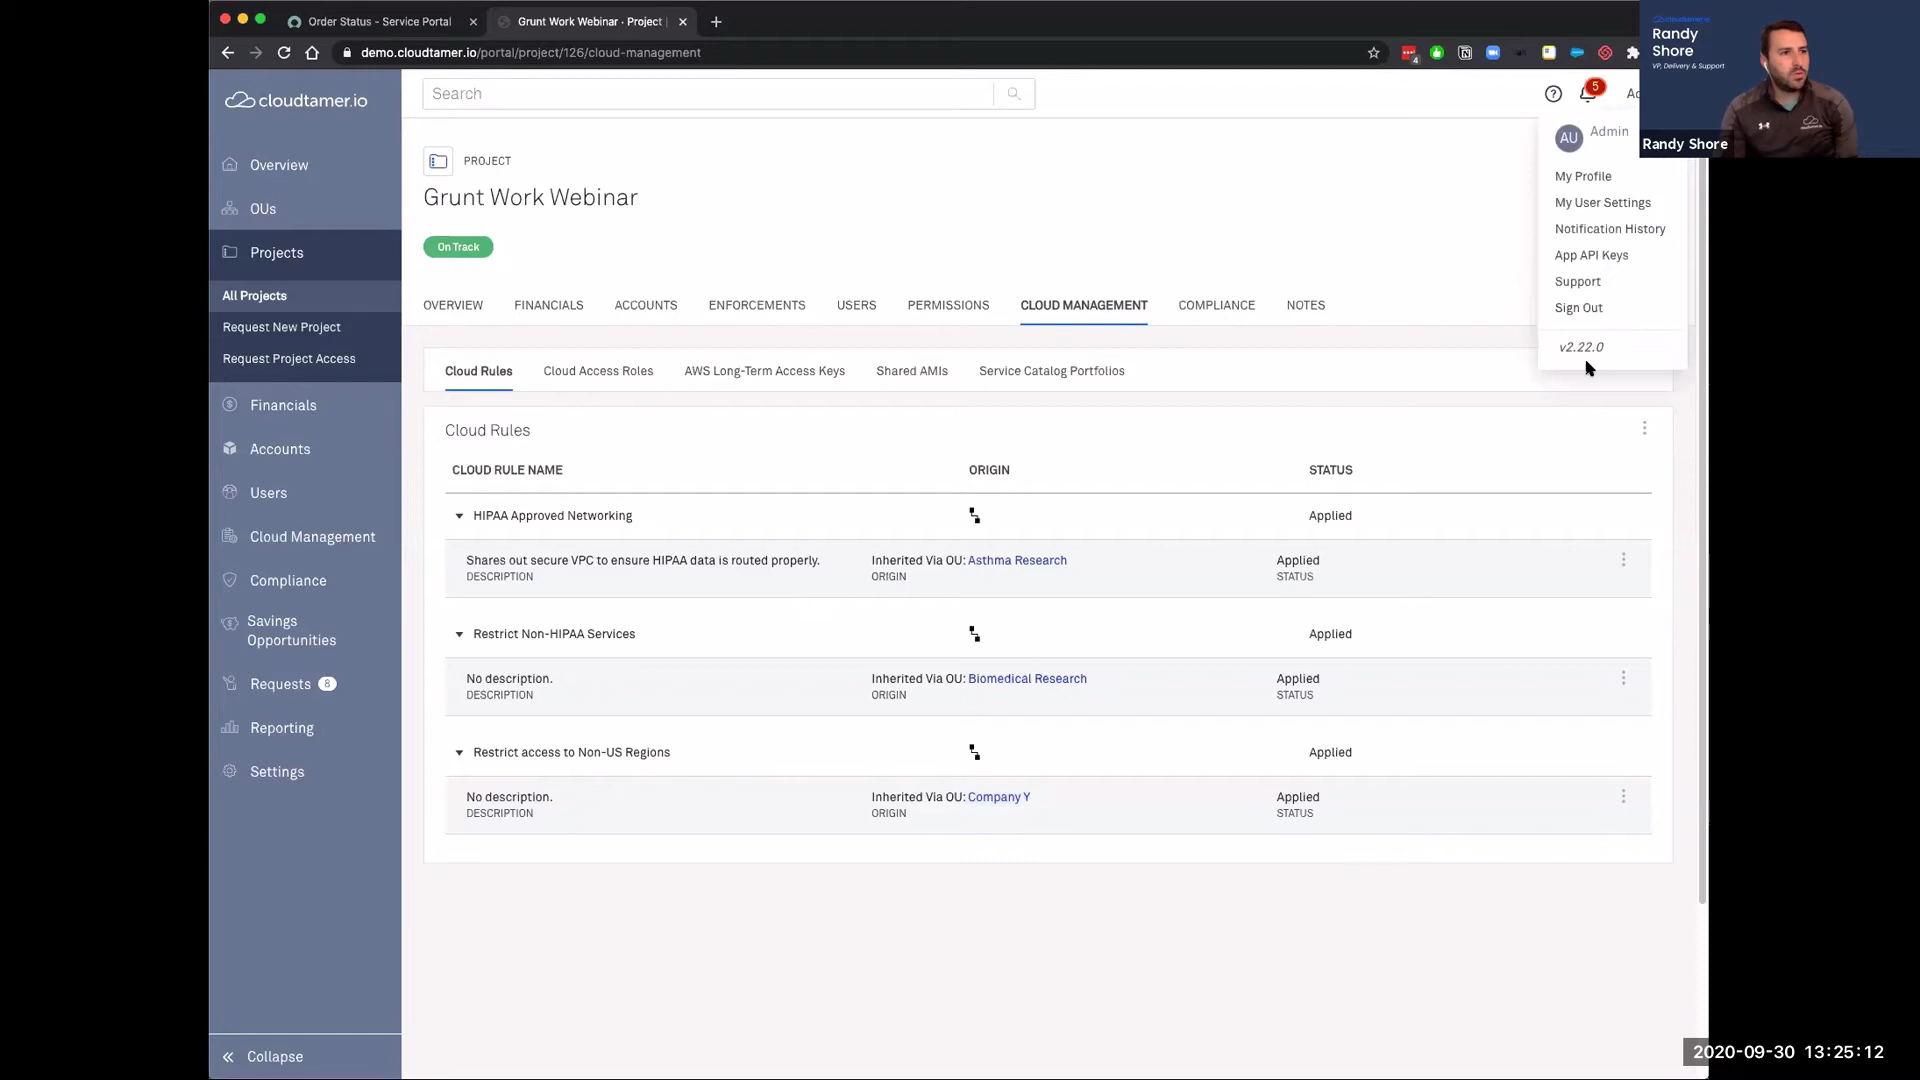 Order Status - Service Portal
Grunt Work Webinar · Project |
demo.cloudtamer.io/portal/project/126/cloud-management
4
cloudtamer.io
Search
5
cloudtamer.io
Randy
Shore
VP, Delivery & Support
Randy Shore
AU
Admin
My Profile
My User Settings
Notification History
App API Keys
Support
Sign Out
v2.22.0
Overview
OUs
Projects
All Projects
Request New Project
Request Project Access
Financials
Accounts
Users
Cloud Management
Compliance
Savings
Opportunities
Requests 8
Reporting
Settings
Collapse
PROJECT
Grunt Work Webinar
On Track
OVERVIEW FINANCIALS ACCOUNTS ENFORCEMENTS USERS PERMISSIONS CLOUD MANAGEMENT COMPLIANCE NOTES
Cloud Rules Cloud Access Roles AWS Long-Term Access Keys Shared AMIs Service Catalog Portfolios
Cloud Rules
CLOUD RULE NAME ORIGIN STATUS
HIPAA Approved Networking Applied
Shares out secure VPC to ensure HIPAA data is routed properly. Inherited Via OU: Asthma Research Applied
DESCRIPTION ORIGIN STATUS
Restrict Non-HIPAA Services Applied
No description. Inherited Via OU: Biomedical Research Applied
DESCRIPTION ORIGIN STATUS
Restrict access to Non-US Regions Applied
No description. Inherited Via OU: Company Y Applied
DESCRIPTION ORIGIN STATUS
2020-09-30 13:25:12